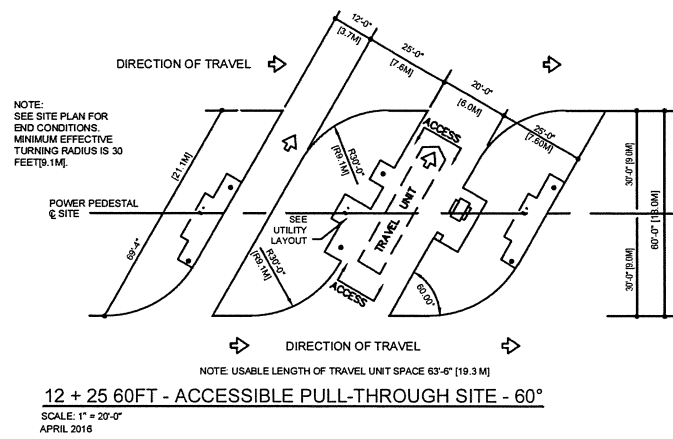 12'-0"
[3.7M]
25'-0"
[7.6M]
20'-0"
[6.0M]
25'-0"
[7.60M]
DIRECTION OF TRAVEL
NOTE:
SEE SITE PLAN FOR
END CONDITIONS.
MINIMUM EFFECTIVE
TURNING RADIUS IS 30
FEET[9.1M].
[21.1M]
69'-4"
POWER PEDESTAL
℄ SITE
R30'-0"
[R9.1M]
ACCESS
TRAVEL UNIT
SEE
UTILITY
LAYOUT
R30'-0"
[R9.1M]
ACCESS
60.00°
30'-0" [9.0M]
30'-0" [9.0M]
60'-0" [18.0M]
DIRECTION OF TRAVEL
NOTE: USABLE LENGTH OF TRAVEL UNIT SPACE 63'-6" [19.3 M]
12 + 25 60FT - ACCESSIBLE PULL-THROUGH SITE - 60°
SCALE: 1" = 20'-0"
APRIL 2016